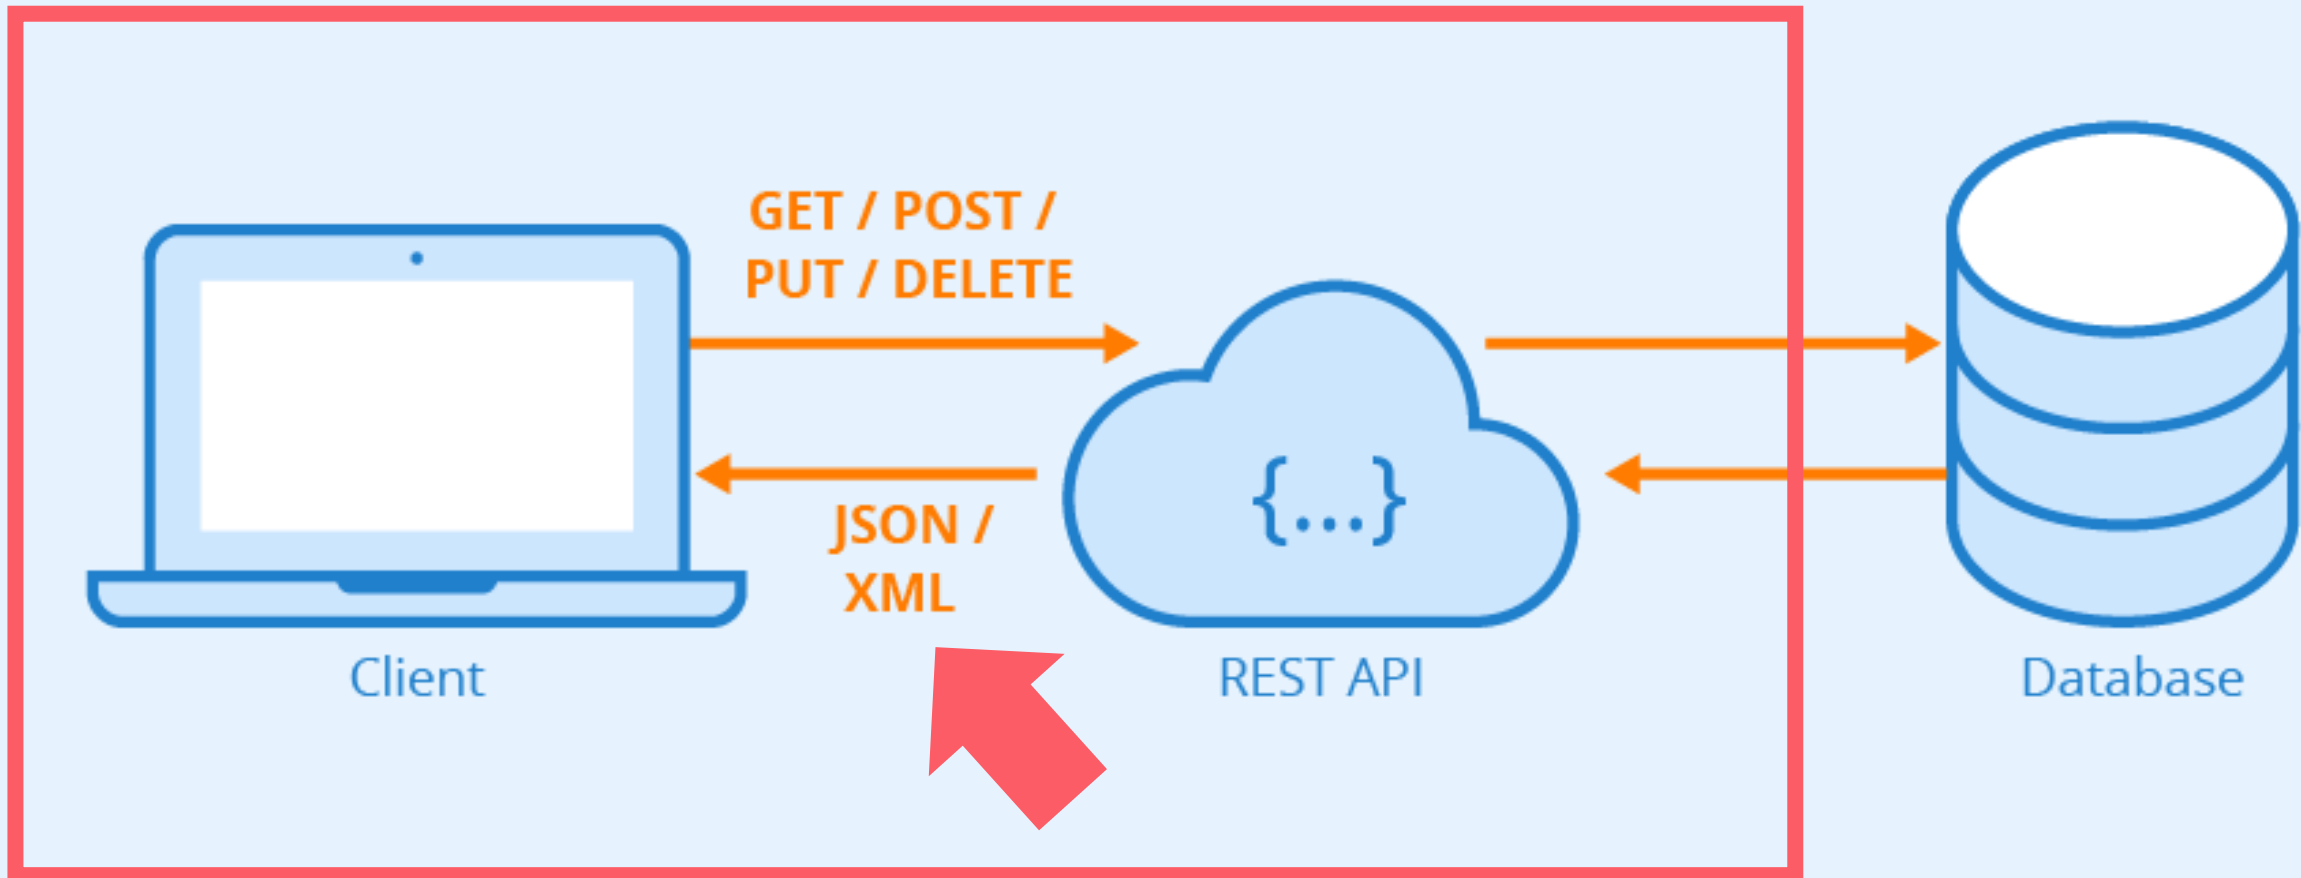 GET / POST /
PUT / DELETE
JSON /
XML
{...}
Client
REST API
Database